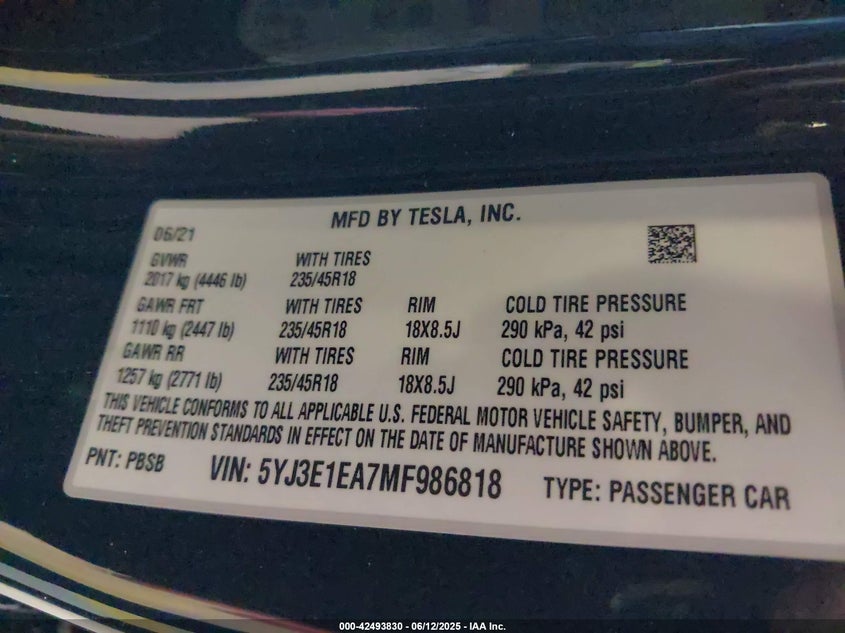 MFD BY TESLA, INC.
06/21
GVWR WITH TIRES
2017 kg (4446 lb) 235/45R18
GAWR FRT WITH TIRES RIM COLD TIRE PRESSURE
1110 kg (2447 lb) 235/45R18 18X8.5J 290 kPa, 42 psi
GAWR RR WITH TIRES RIM COLD TIRE PRESSURE
1257 kg (2771 lb) 235/45R18 18X8.5J 290 kPa, 42 psi
THIS VEHICLE CONFORMS TO ALL APPLICABLE U.S. FEDERAL MOTOR VEHICLE SAFETY, BUMPER, AND
THEFT PREVENTION STANDARDS IN EFFECT ON THE DATE OF MANUFACTURE SHOWN ABOVE.
PNT: PBSB VIN: 5YJ3E1EA7MF986818 TYPE: PASSENGER CAR
000-42493830 - 06/12/2025 - IAA Inc.